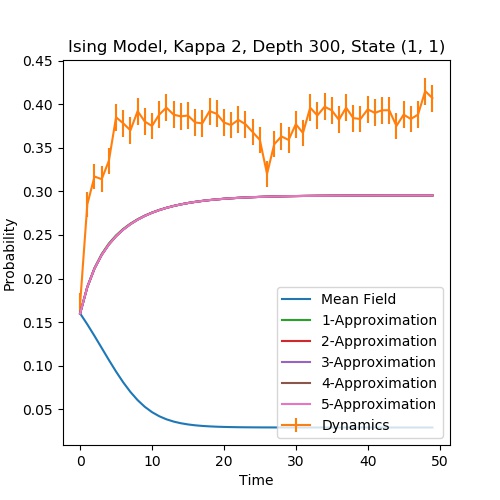 Ising Model, Kappa 2, Depth 300, State (1, 1)
0.45
0.40
0.35
0.30
0.25
0.20
0.15
0.10
0.05
Probability
Mean Field
1-Approximation
2-Approximation
3-Approximation
4-Approximation
5-Approximation
Dynamics
0 10 20 30 40 50
Time